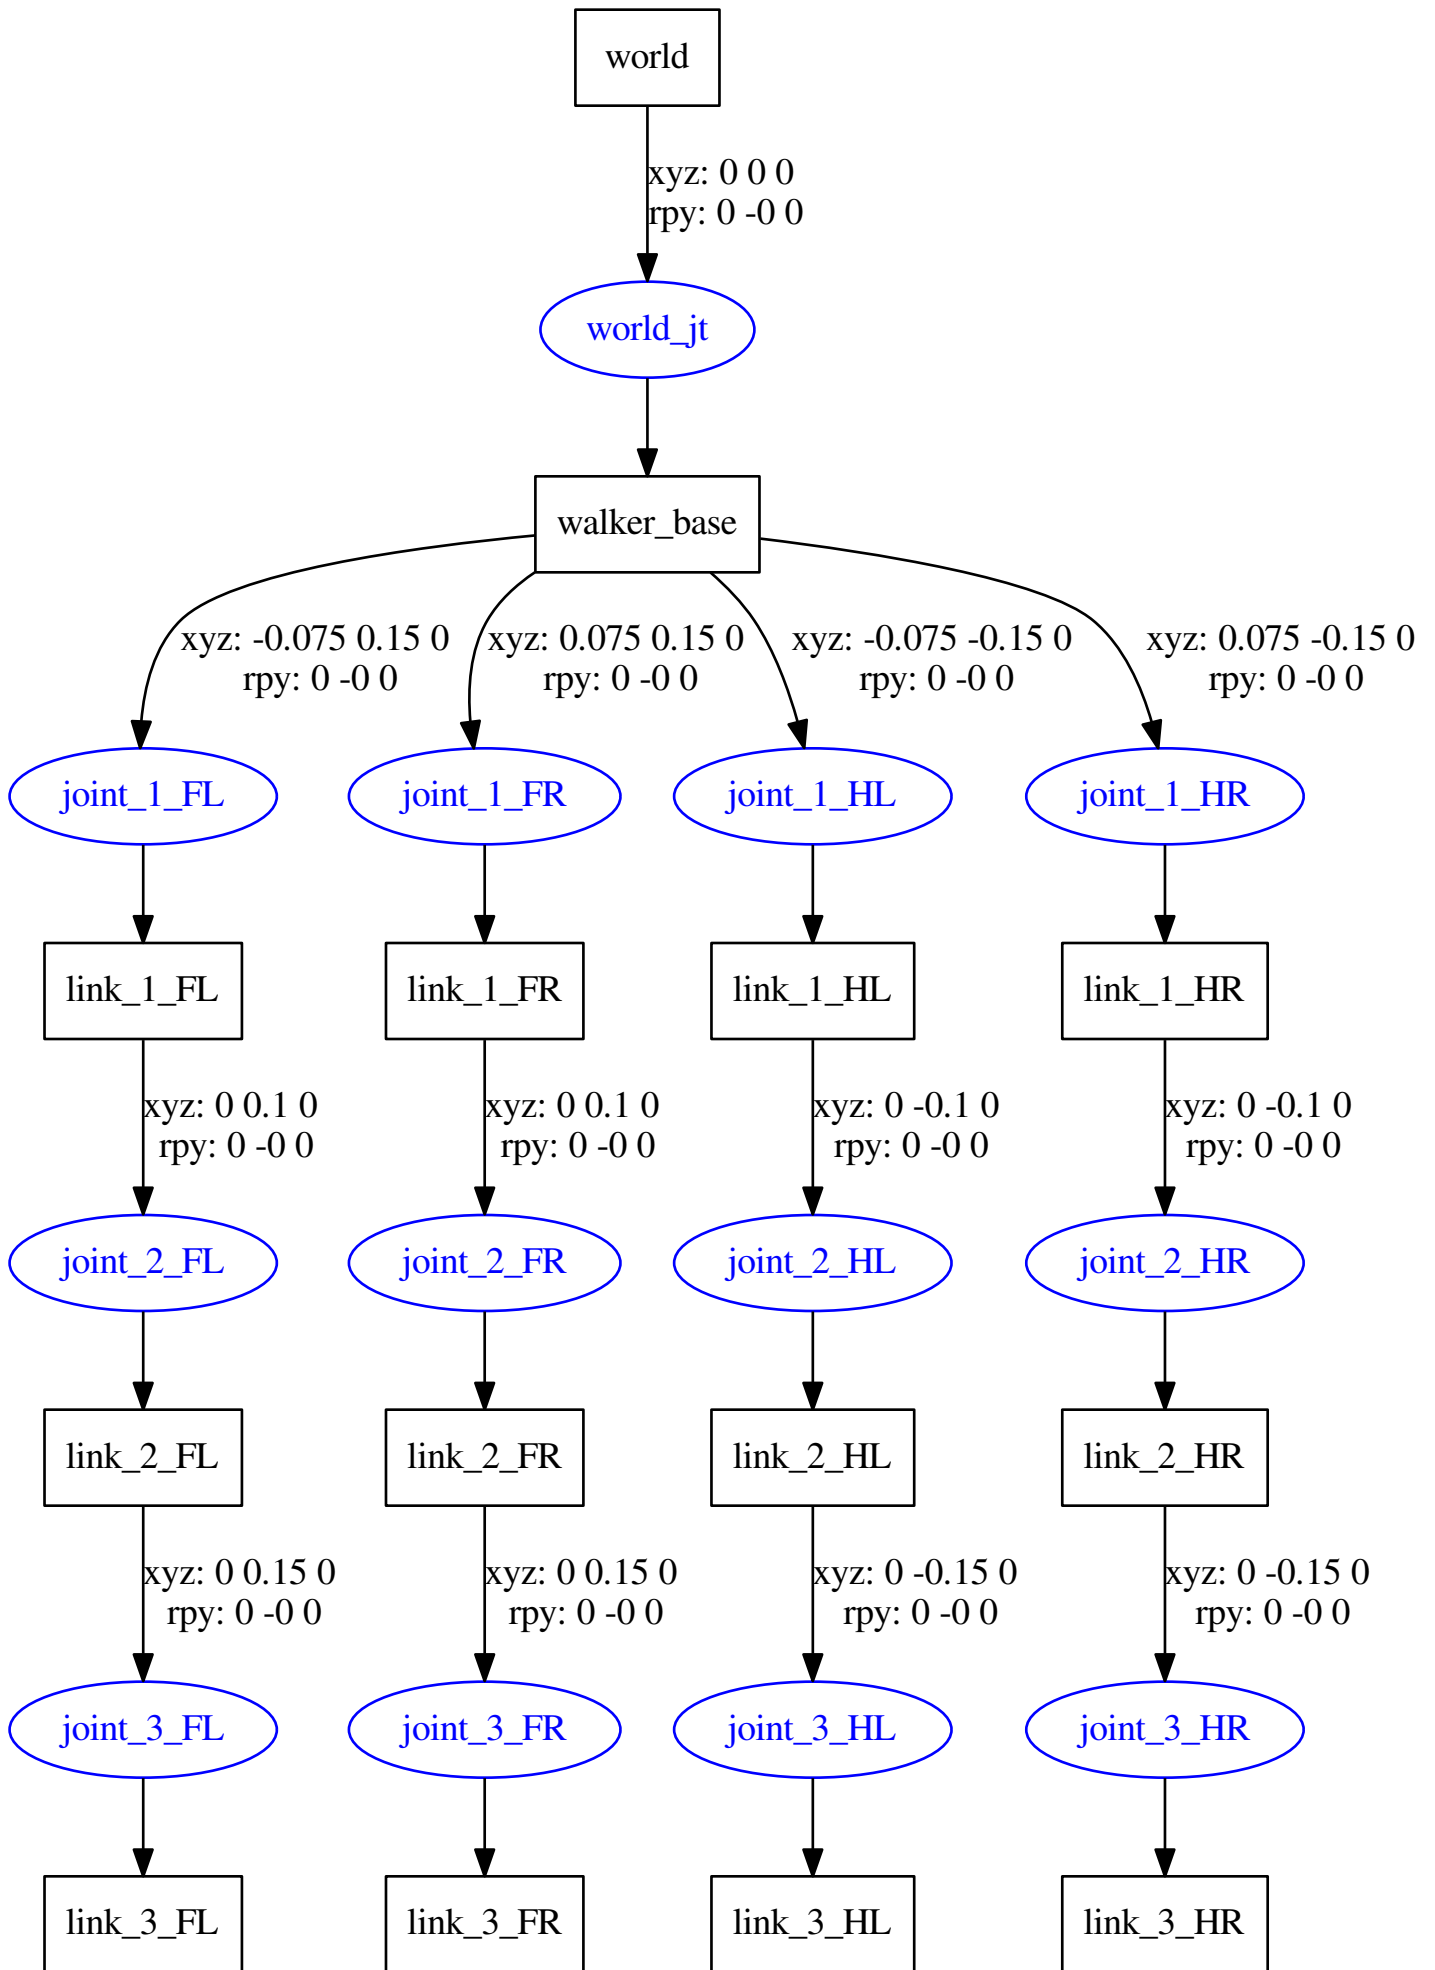 world
xyz: 0 0 0
rpy: 0 -0 0
world_jt
walker_base
xyz: -0.075 0.15 0
rpy: 0 -0 0
xyz: 0.075 0.15 0
rpy: 0 -0 0
xyz: -0.075 -0.15 0
rpy: 0 -0 0
xyz: 0.075 -0.15 0
rpy: 0 -0 0
joint_1_FL
joint_1_FR
joint_1_HL
joint_1_HR
link_1_FL
link_1_FR
link_1_HL
link_1_HR
xyz: 0 0.1 0
rpy: 0 -0 0
xyz: 0 0.1 0
rpy: 0 -0 0
xyz: 0 -0.1 0
rpy: 0 -0 0
xyz: 0 -0.1 0
rpy: 0 -0 0
joint_2_FL
joint_2_FR
joint_2_HL
joint_2_HR
link_2_FL
link_2_FR
link_2_HL
link_2_HR
xyz: 0 0.15 0
rpy: 0 -0 0
xyz: 0 0.15 0
rpy: 0 -0 0
xyz: 0 -0.15 0
rpy: 0 -0 0
xyz: 0 -0.15 0
rpy: 0 -0 0
joint_3_FL
joint_3_FR
joint_3_HL
joint_3_HR
link_3_FL
link_3_FR
link_3_HL
link_3_HR